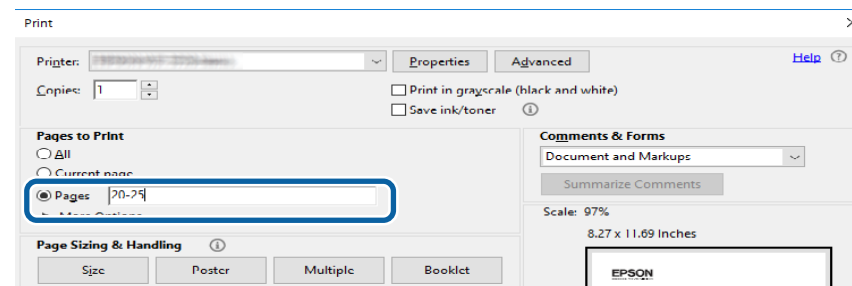 Print
Printer: Properties Advanced Help
Copies: 1 Print in grayscale (black and white)
Save ink/toner
Pages to Print Comments & Forms
All Document and Markups
Current page
Pages 20-25 Summarize Comments
More Options
Scale: 97%
Page Sizing & Handling 8.27 x 11.69 Inches
Size Poster Multiple Booklet EPSON